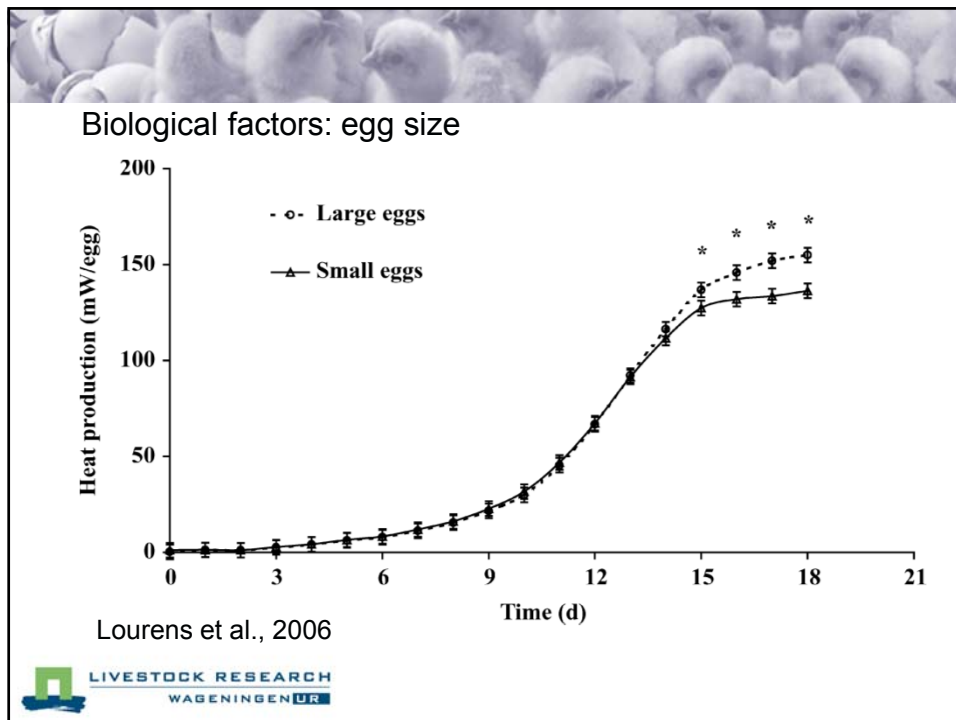 Biological factors: egg size
200
Large eggs
Small eggs
* * * *
150
100
50
0
Heat production (mW/egg)
0 3 6 9 12 15 18 21
Time (d)
Lourens et al., 2006
LIVESTOCK RESEARCH
WAGENINGEN UR